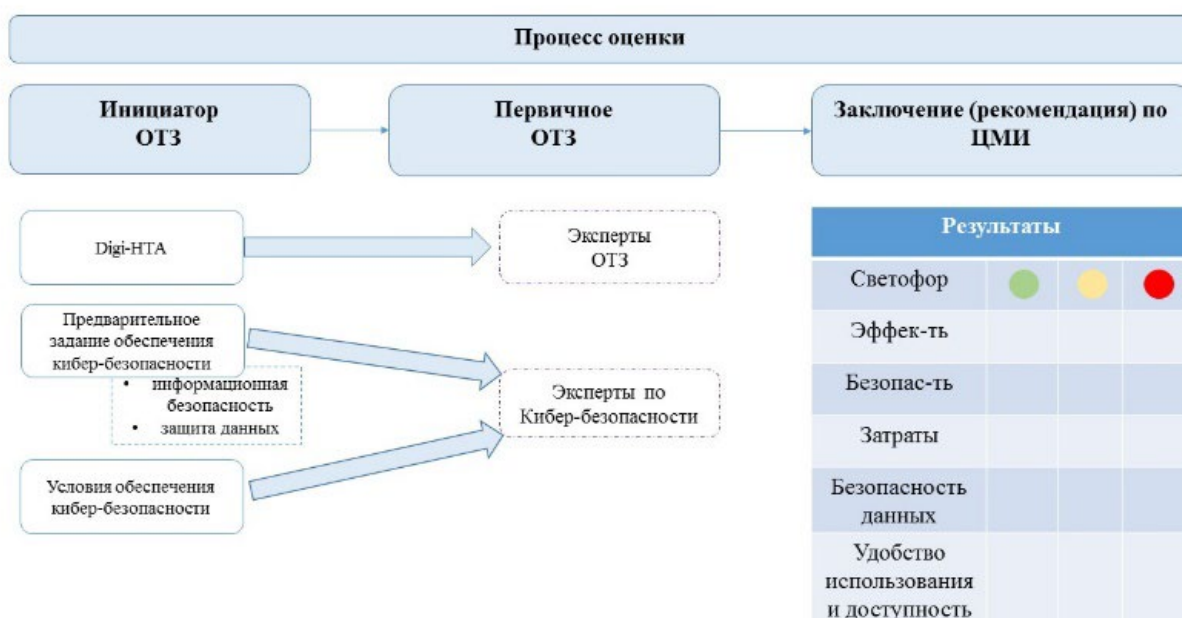 Процесс оценки
Инициатор
ОТЗ
Первичное
ОТЗ
Заключение (рекомендация) по
ЦМИ
Digi-HTA
Эксперты
ОТЗ
Предварительное
задание обеспечения
кибер-безопасности
• информационная
безопасность
• защита данных
Эксперты по
Кибер-безопасности
Условия обеспечения
кибер-безопасности
Результаты
Светофор
Эффек-ть
Безопас-ть
Затраты
Безопасность
данных
Удобство
использования
и доступность